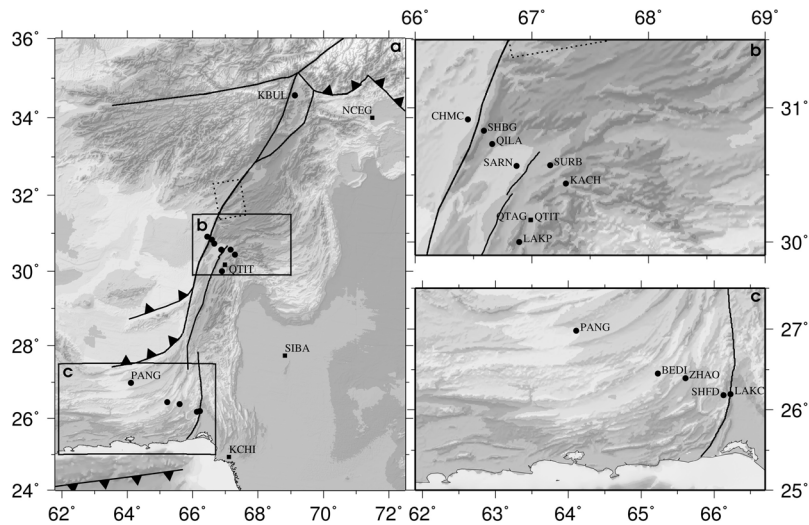 66° 67° 68° 69°
36° a b
KBUL
34° NCEG
CHMC 31°
SHBG
QILA
SARN SURB
KACH
QTAG QTIT
LAKP 30°
32°
b
30° QTIT
28° SIBA
c
PANG
26°
KCHI
24°
62° 64° 66° 68° 70° 72°
c
27°
PANG
BEDI ZHAO
SHFD LAKC
26°
25°
62° 63° 64° 65° 66°